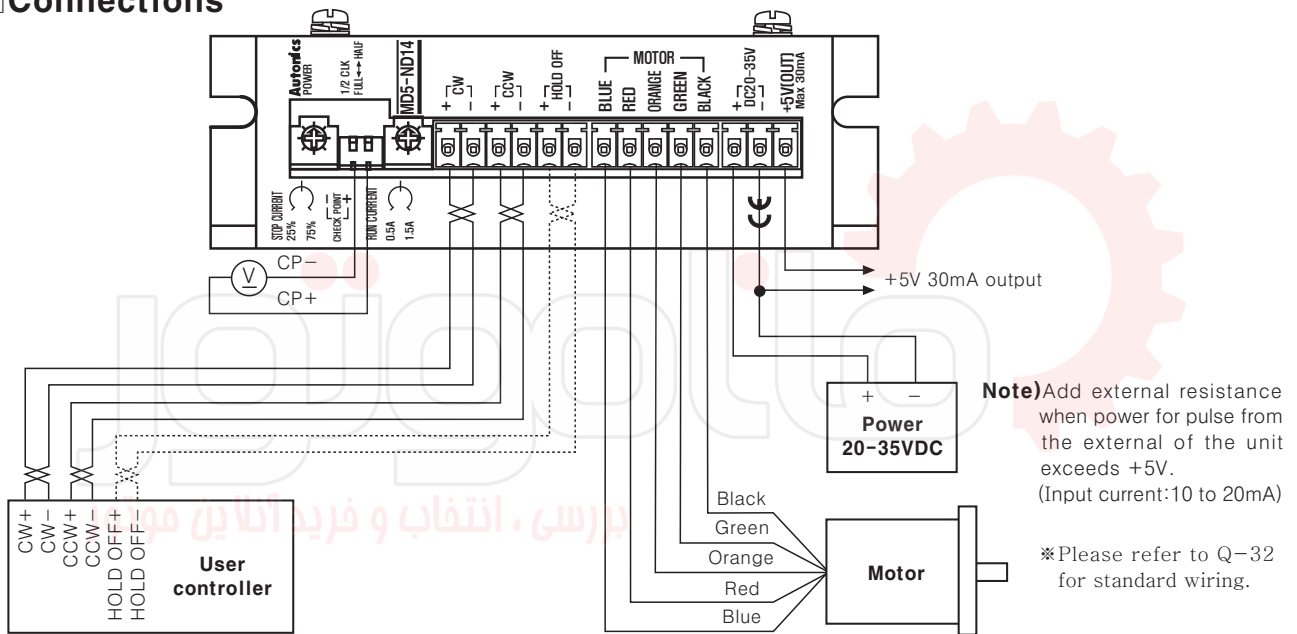 Connections
Autonics
POWER
1/2 CLK
FULL↔HALF
MD5-ND14
+ CW −
+ CCW −
+ HOLD OFF −
MOTOR
BLUE
RED
ORANGE
GREEN
BLACK
+ DC20-35V −
+5V(OUT)
Max 30mA
STOP CURRENT
25%
75%
CHECK POINT
− +
RUN CURRENT
0.5A
1.5A
CE
V
CP−
CP+
+5V 30mA output
+ −
Power
20-35VDC
Note)Add external resistance
when power for pulse from
the external of the unit
exceeds +5V.
(Input current:10 to 20mA)
※Please refer to Q-32
for standard wiring.
ماتوموتور
بررسی ، انتخاب و خرید آنلاین موتور
CW+
CW−
CCW+
CCW−
HOLD OFF+
HOLD OFF−
User
controller
Black
Green
Orange
Red
Blue
Motor